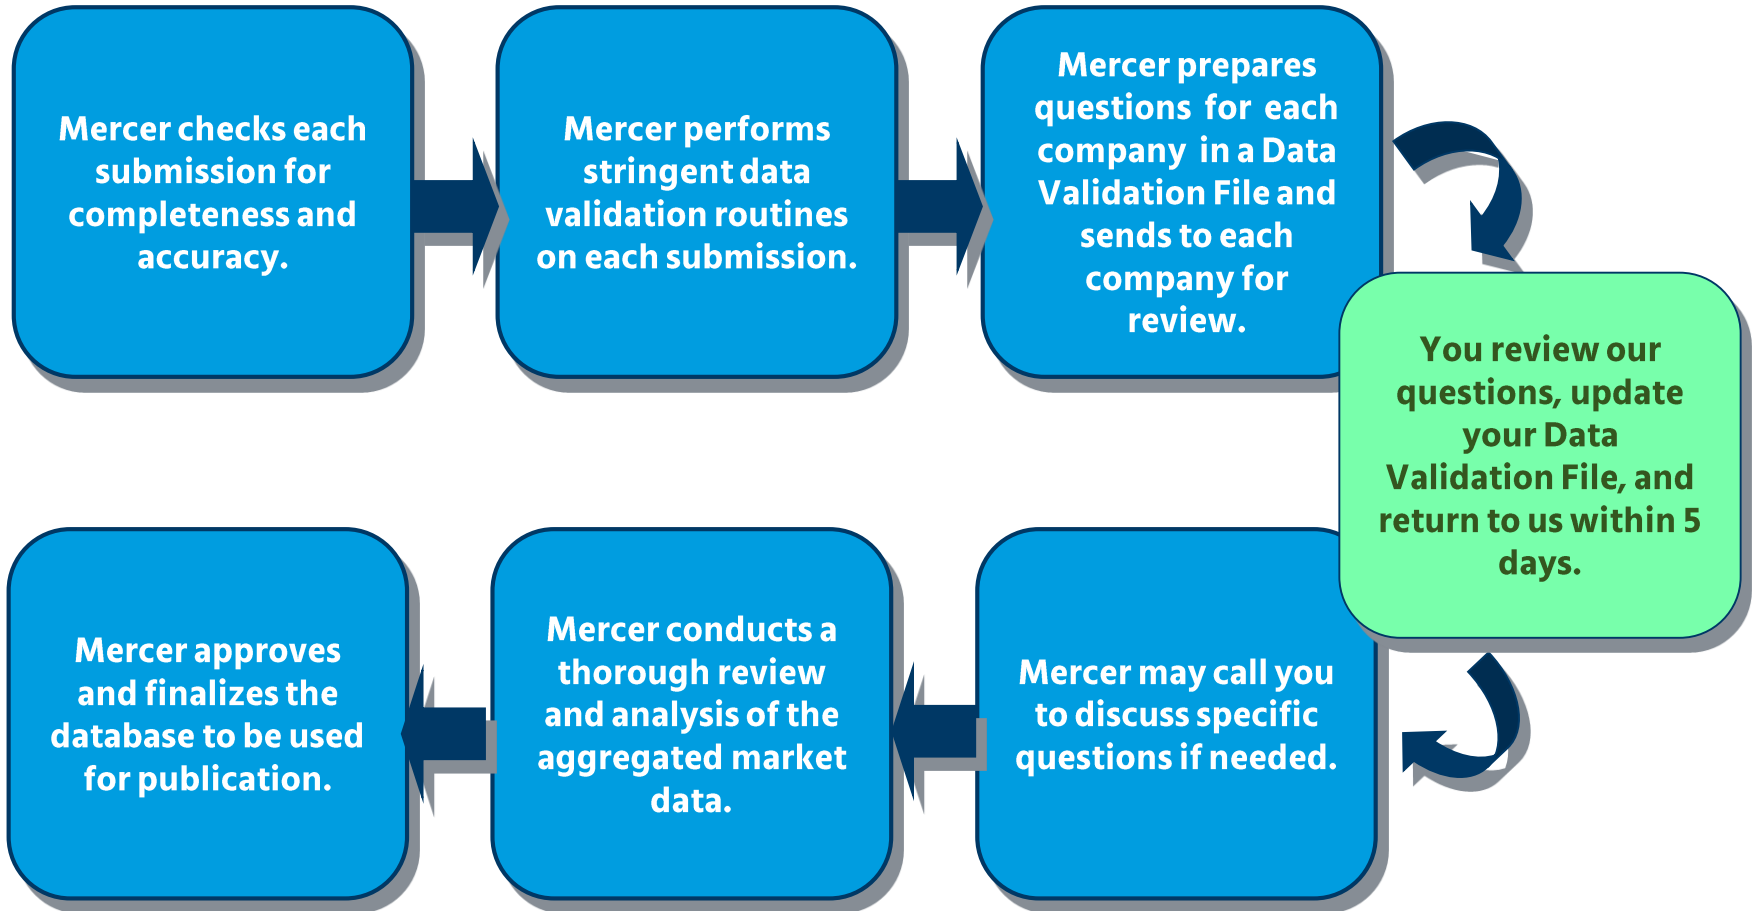 Mercer checks each
submission for
completeness and
accuracy.
Mercer performs
stringent data
validation routines
on each submission.
Mercer prepares
questions for each
company in a Data
Validation File and
sends to each
company for
review.
You review our
questions, update
your Data
Validation File, and
return to us within 5
days.
Mercer may call you
to discuss specific
questions if needed.
Mercer conducts a
thorough review
and analysis of the
aggregated market
data.
Mercer approves
and finalizes the
database to be used
for publication.